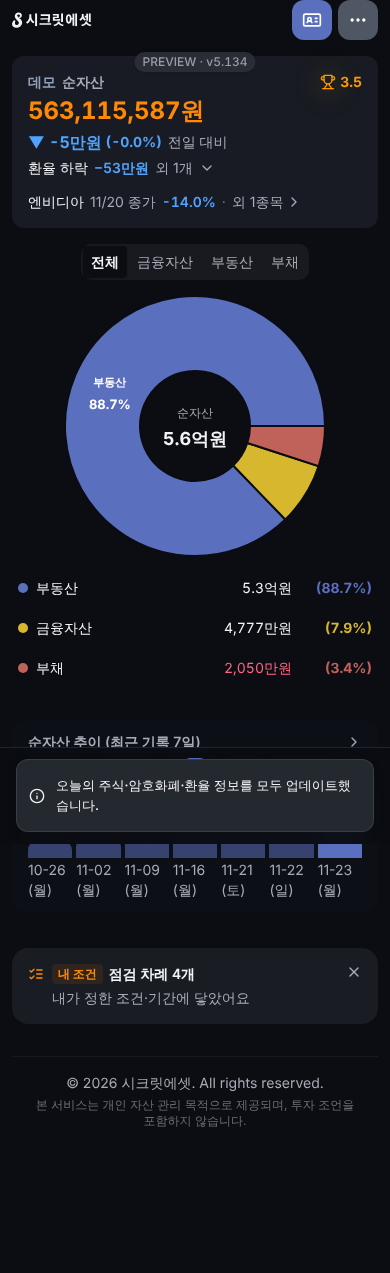 시크릿에셋
PREVIEW · v5.134
데모 순자산
3.5
563,115,587원
▼ -5만원 (-0.0%) 전일 대비
환율 하락 −53만원 외 1개
엔비디아 11/20 종가 -14.0% · 외 1종목
전체 금융자산 부동산 부채
부동산
88.7%
순자산
5.6억원
부동산 5.3억원 (88.7%)
금융자산 4,777만원 (7.9%)
부채 2,050만원 (3.4%)
순자산 추이 (최근 기록 7일)
오늘의 주식·암호화폐·환율 정보를 모두 업데이트했
습니다.
10-26 11-02 11-09 11-16 11-21 11-22 11-23
(월) (월) (월) (월) (토) (일) (월)
내 조건 점검 차례 4개
내가 정한 조건·기간에 닿았어요
© 2026 시크릿에셋. All rights reserved.
본 서비스는 개인 자산 관리 목적으로 제공되며, 투자 조언을
포함하지 않습니다.